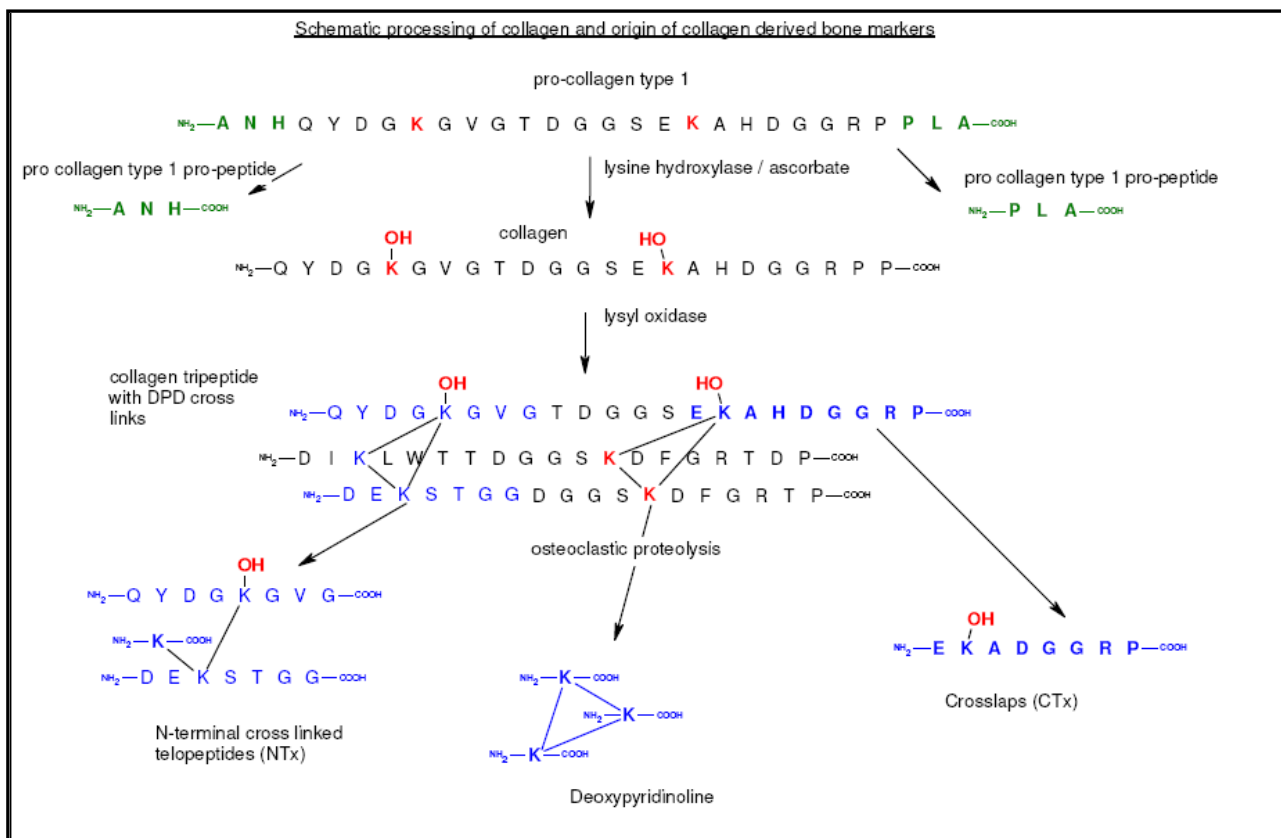 Schematic processing of collagen and origin of collagen derived bone markers
pro-collagen type 1
NH2—A N H Q Y D G K G V G T D G G S E K A H D G G R P P L A—COOH
pro collagen type 1 pro-peptide
lysine hydroxylase / ascorbate
pro collagen type 1 pro-peptide
NH2—A N H—COOH
NH2—P L A—COOH
OH
collagen
HO
NH2—Q Y D G K G V G T D G G S E K A H D G G R P P—COOH
lysyl oxidase
collagen tripeptide
with DPD cross
links
OH
HO
NH2—Q Y D G K G V G T D G G S E K A H D G G R P—COOH
NH2—D I K L W T T D G G S K D F G R T D P—COOH
NH2—D E K S T G G D G G S K D F G R T P—COOH
osteoclastic proteolysis
OH
NH2—Q Y D G K G V G—COOH
NH2—K—COOH
NH2—D E K S T G G—COOH
N-terminal cross linked
telopeptides (NTx)
NH2—K—COOH
NH2—K—COOH
NH2—K—COOH
Deoxypyridinoline
OH
NH2—E K A D G G R P—COOH
Crosslaps (CTx)